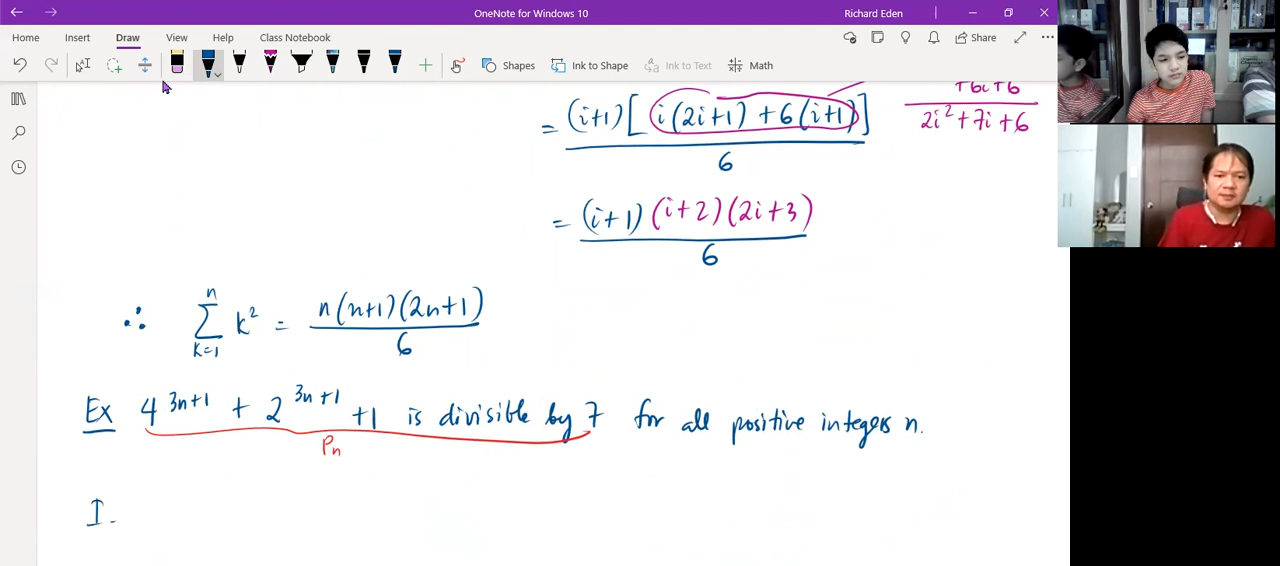 OneNote for Windows 10
Richard Eden
Home Insert Draw View Help Class Notebook
Share
Shapes Ink to Shape Ink to Text Math
= (i+1)[i(2i+1) + 6(i+1)] / 6
+6i+6
2i² + 7i + 6
= (i+1)(i+2)(2i+3) / 6
∴ ∑_{k=1}^{n} k² = n(n+1)(2n+1) / 6
Ex 4^{3n+1} + 2^{3n+1} + 1 is divisible by 7 for all positive integers n.
Pn
I.